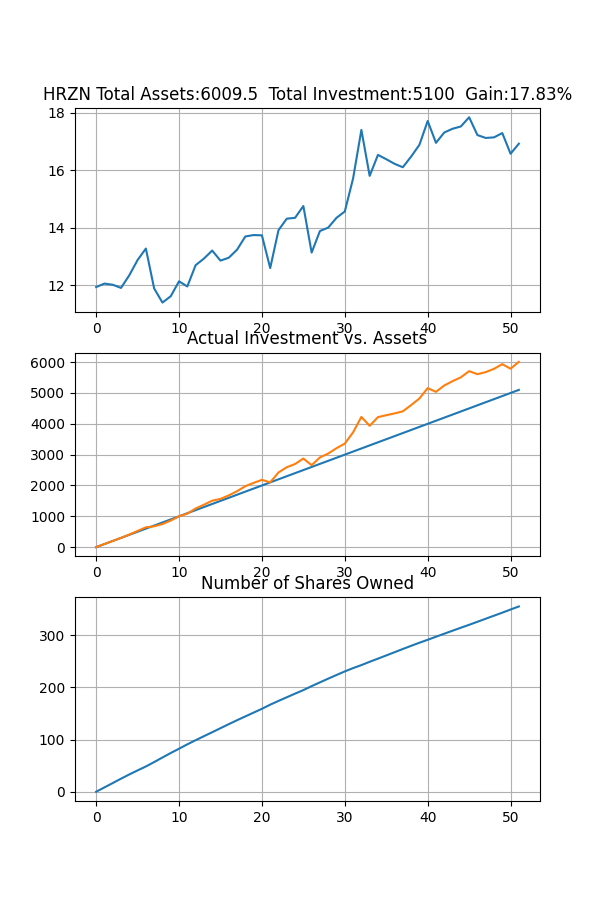 HRZN Total Assets:6009.5  Total Investment:5100  Gain:17.83%
18
16
14
12
0 10 20 30 40 50
Actual Investment vs. Assets
6000
5000
4000
3000
2000
1000
0
0 10 20 30 40 50
Number of Shares Owned
300
200
100
0
0 10 20 30 40 50